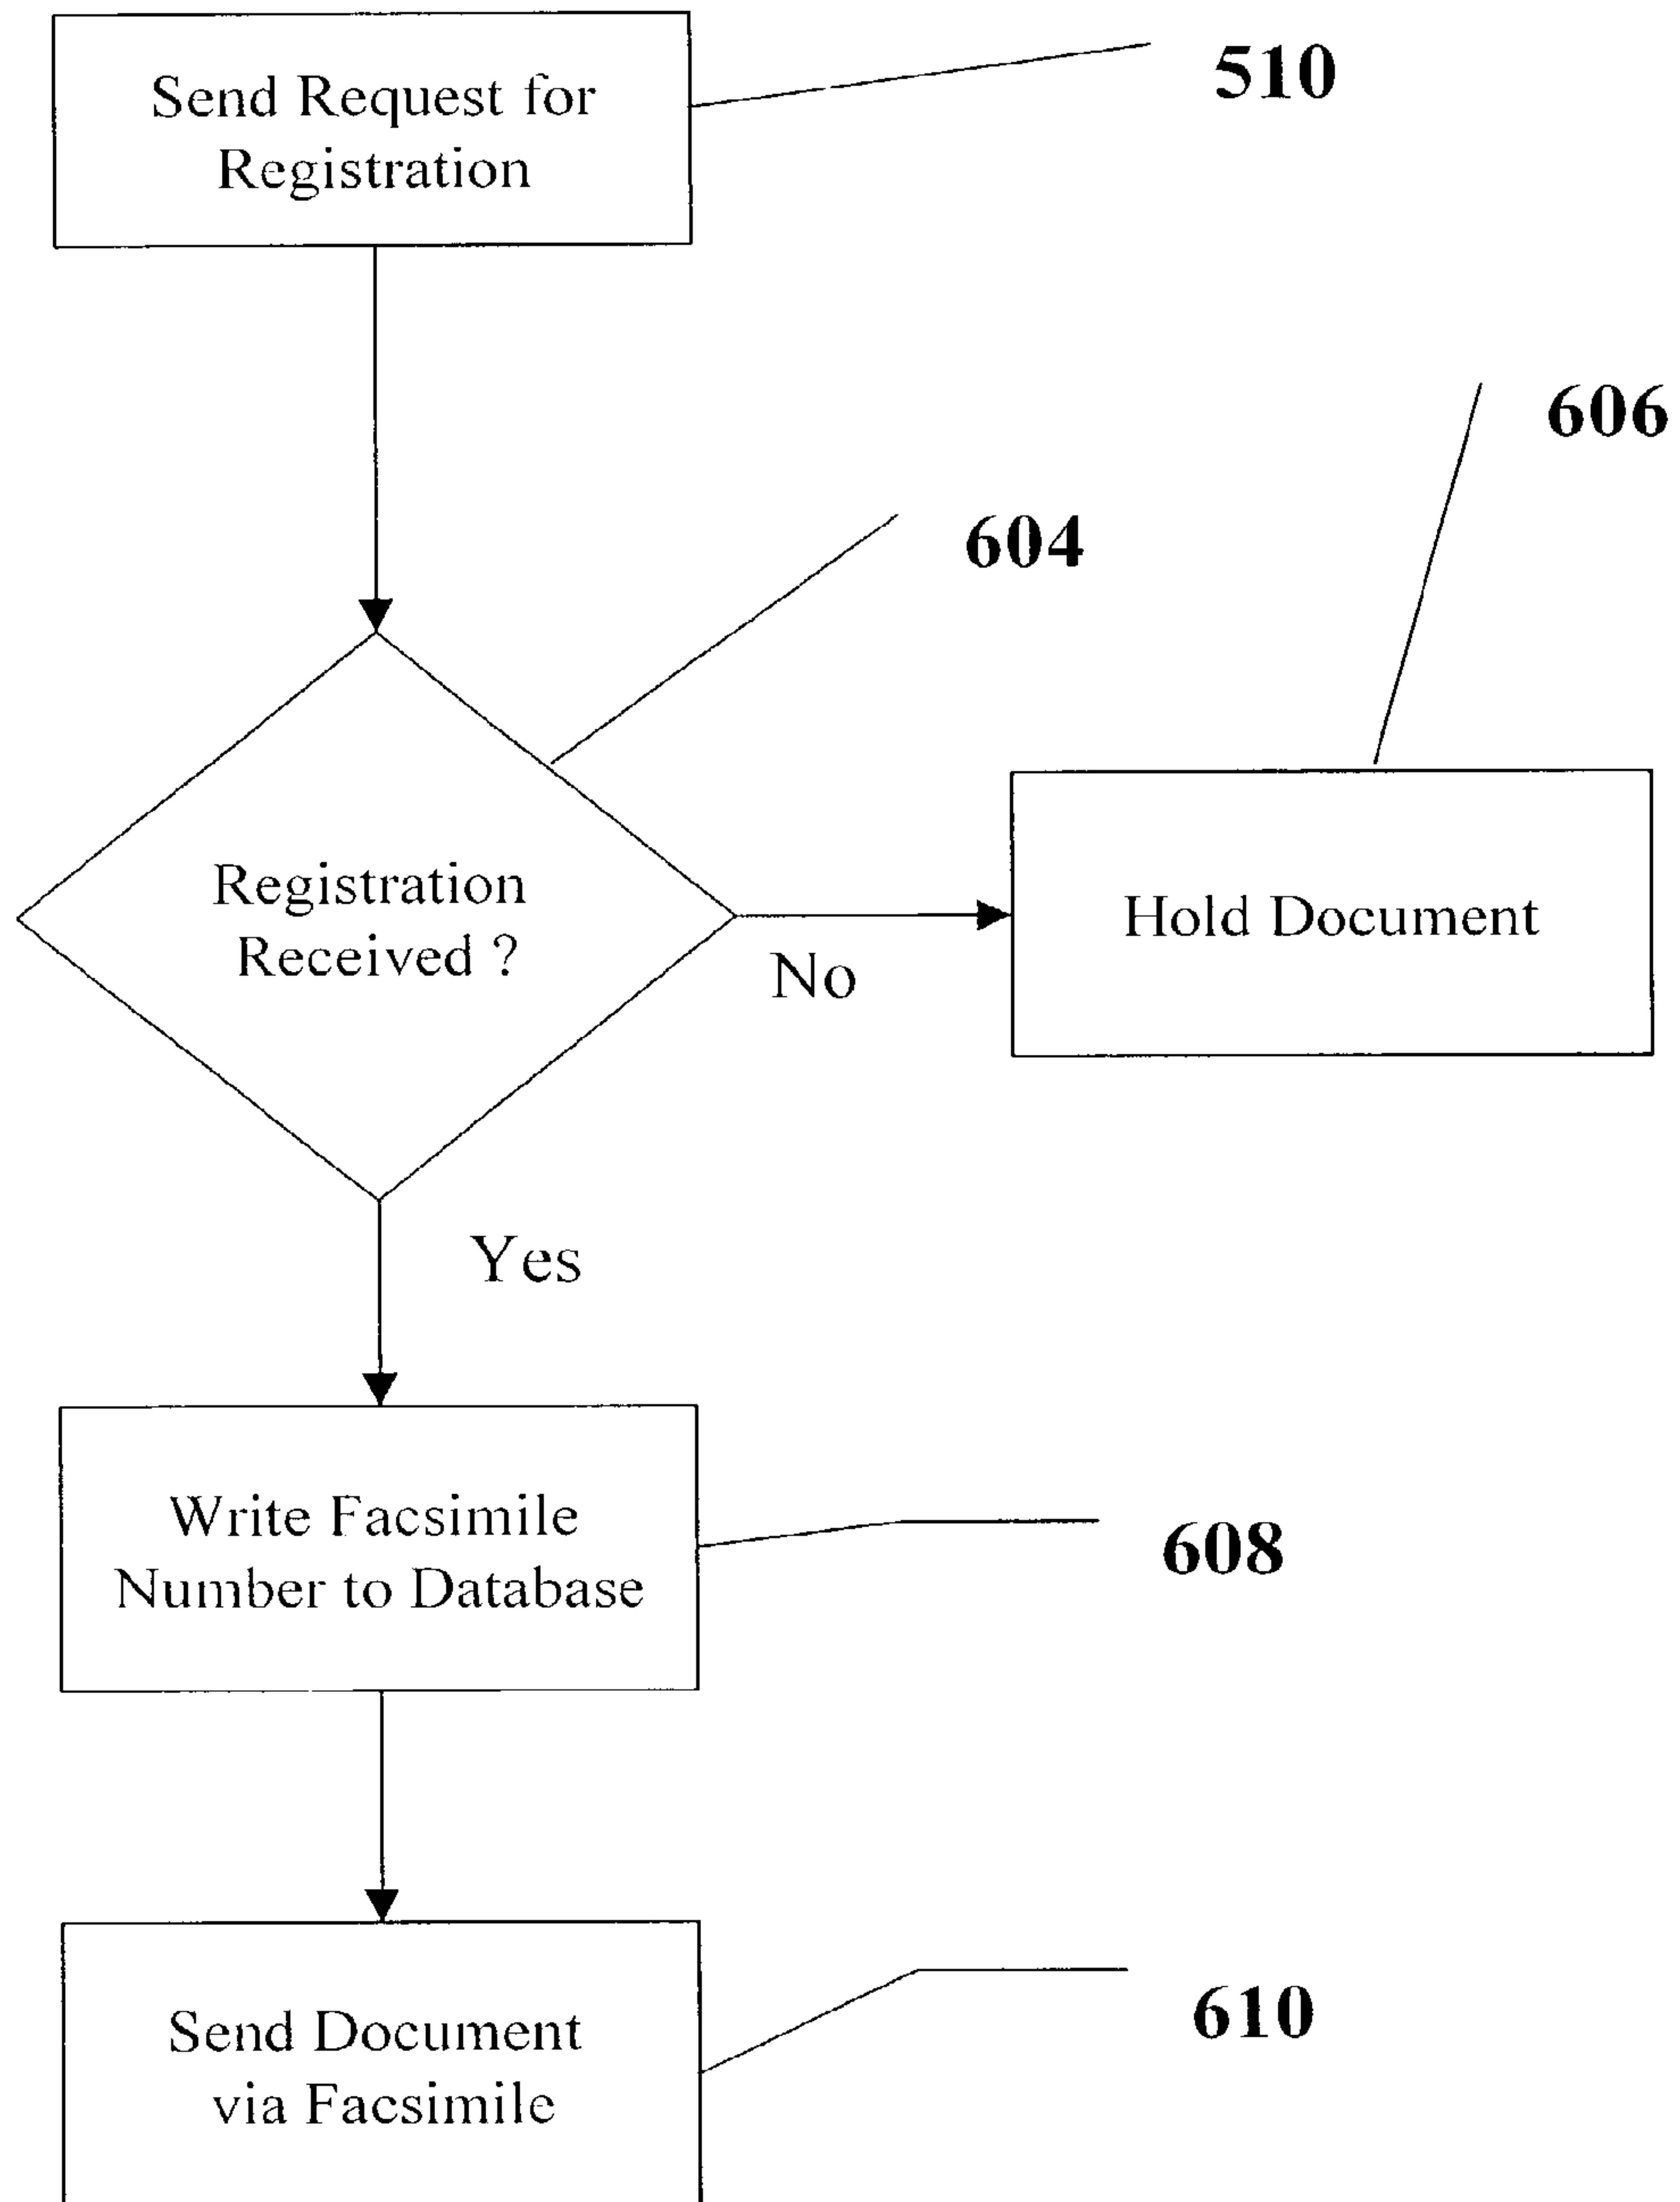 Send Request for
Registration
510
606
604
Registration
Received ?
Hold Document
No
Yes
Write Facsimile
Number to Database
608
Send Document
via Facsimile
610